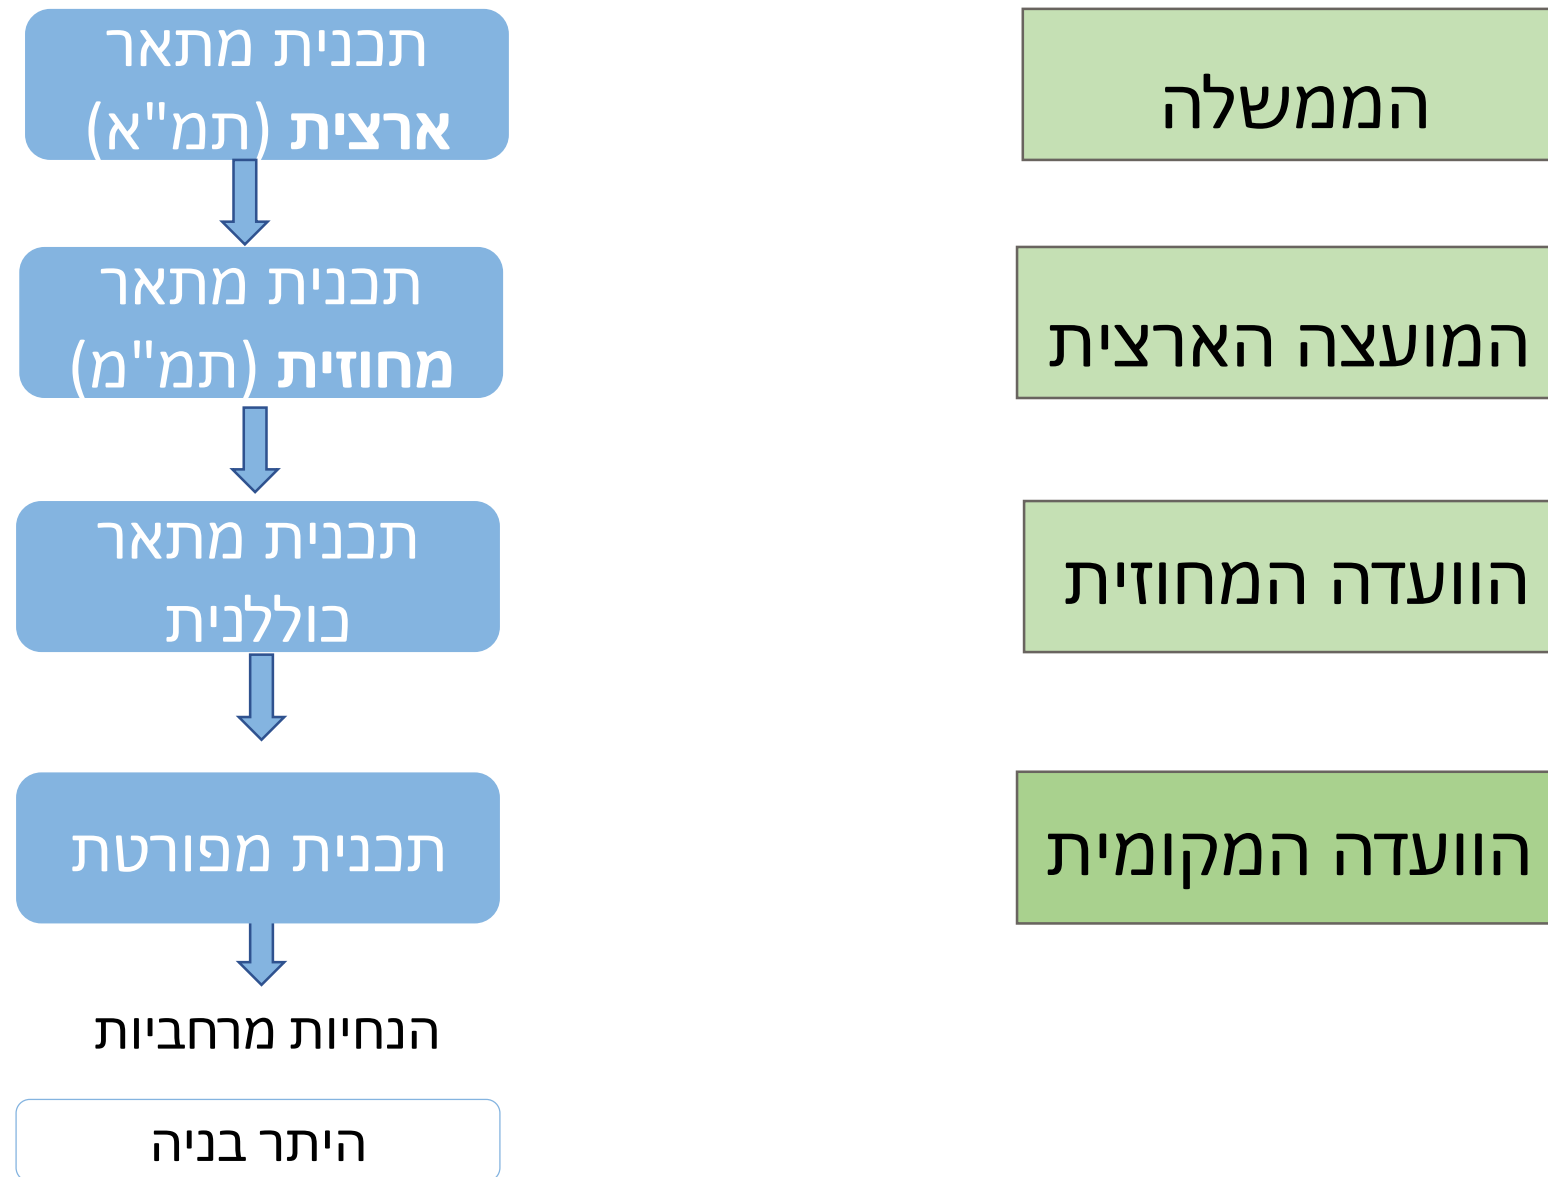 הממשלה
תכנית מתאר
ארצית (תמ"א)
המועצה הארצית
תכנית מתאר
מחוזית (תמ"מ)
הוועדה המחוזית
תכנית מתאר
כוללנית
הוועדה המקומית
תכנית מפורטת
הנחיות מרחביות
היתר בניה